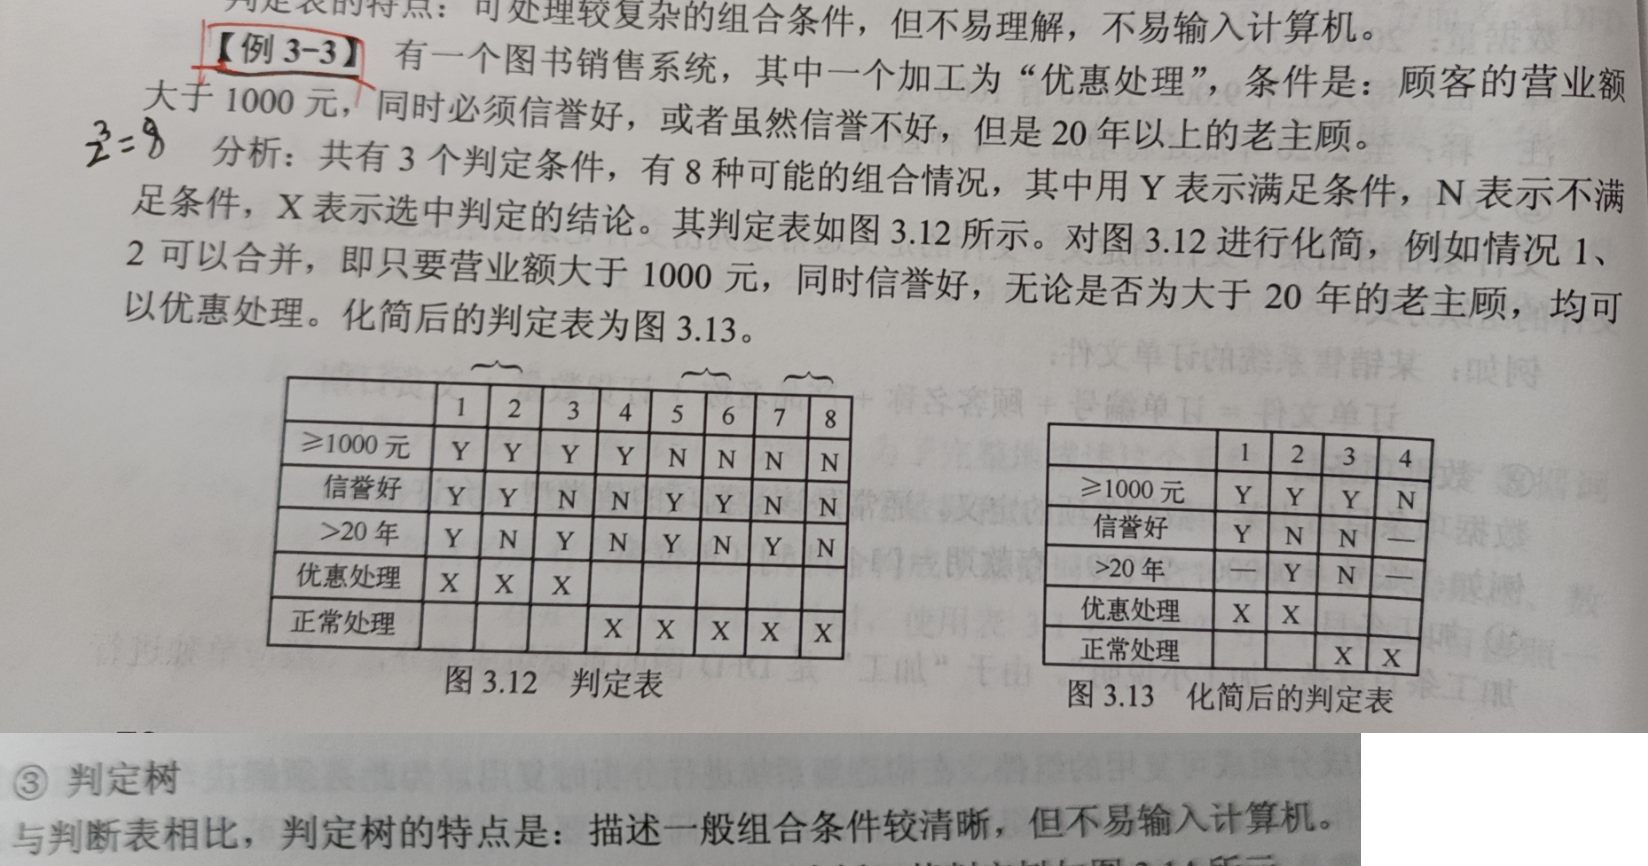 判定表的特点：可处理较复杂的组合条件，但不易理解，不易输入计算机。
【例 3-3】 有一个图书销售系统，其中一个加工为“优惠处理”，条件是：顾客的营业额
大于 1000 元，同时必须信誉好，或者虽然信誉不好，但是 20 年以上的老主顾。
2³=8
分析：共有 3 个判定条件，有 8 种可能的组合情况，其中用 Y 表示满足条件，N 表示不满
足条件，X 表示选中判定的结论。其判定表如图 3.12 所示。对图 3.12 进行化简，例如情况 1、
2 可以合并，即只要营业额大于 1000 元，同时信誉好，无论是否为大于 20 年的老主顾，均可
以优惠处理。化简后的判定表为图 3.13。
1 2 3 4 5 6 7 8
≥1000 元 Y Y Y Y N N N N
信誉好 Y Y N N Y Y N N
>20 年 Y N Y N Y N Y N
优惠处理 X X X
正常处理 X X X X X
图 3.12 判定表
1 2 3 4
≥1000 元 Y Y Y N
信誉好 Y N N —
>20 年 — Y N —
优惠处理 X X
正常处理 X X
图 3.13 化简后的判定表
③ 判定树
与判断表相比，判定树的特点是：描述一般组合条件较清晰，但不易输入计算机。